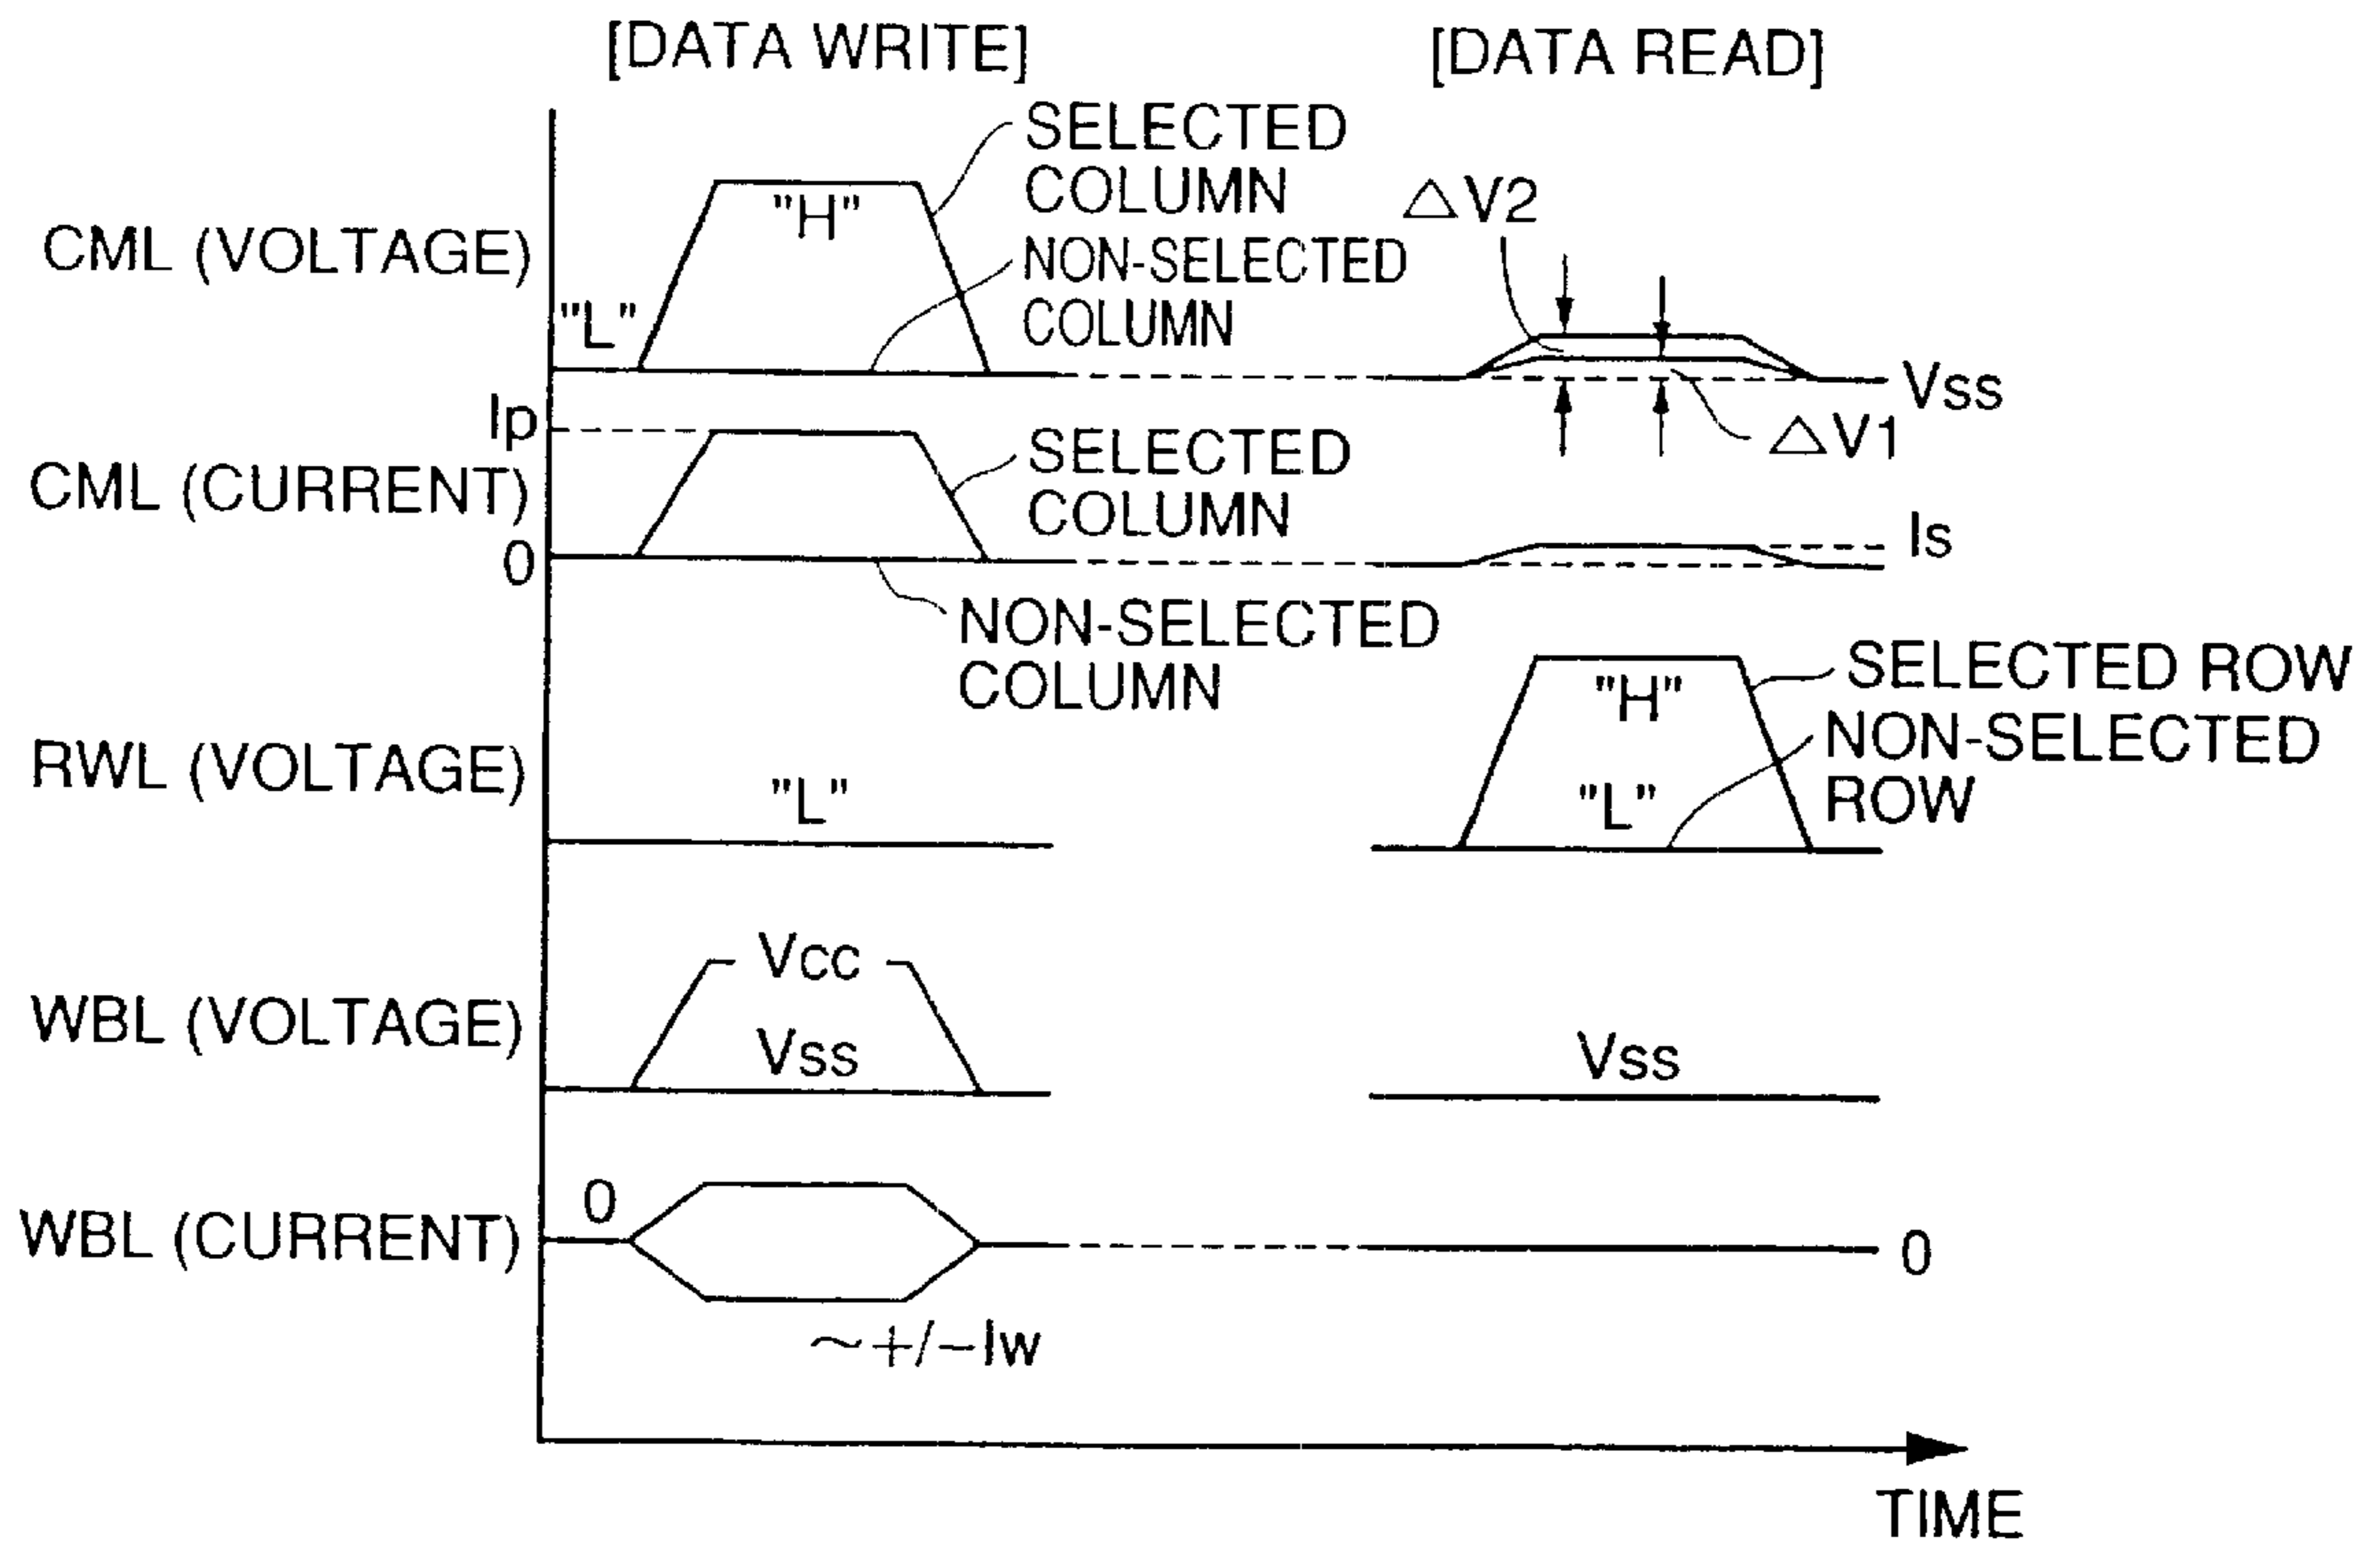 [DATA WRITE]
[DATA READ]
SELECTED
COLUMN
"H"
△V2
CML (VOLTAGE)
NON-SELECTED
COLUMN
"L"
Vss
Ip
△V1
SELECTED
COLUMN
CML (CURRENT)
Is
0
NON-SELECTED
COLUMN
SELECTED ROW
"H"
NON-SELECTED
ROW
RWL (VOLTAGE)
"L"
"L"
Vcc
WBL (VOLTAGE)
Vss
Vss
0
WBL (CURRENT)
0
~+/-Iw
TIME